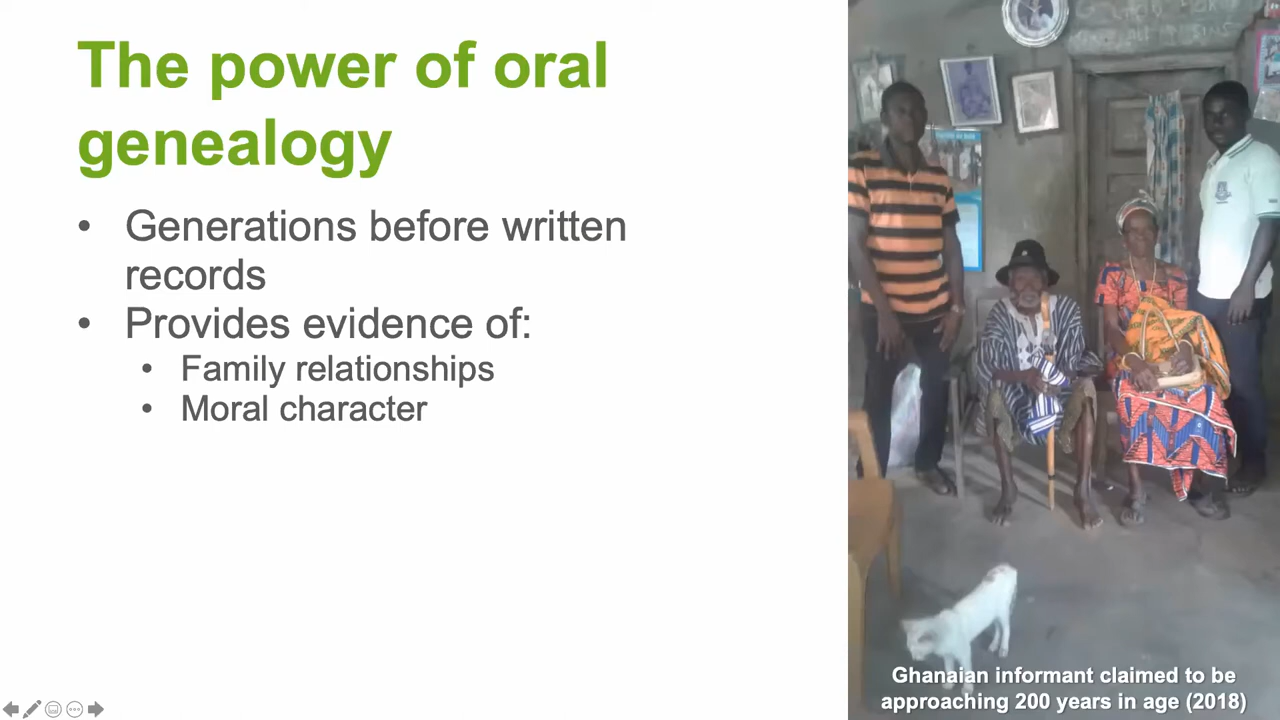 The power of oral
genealogy
• Generations before written
records
• Provides evidence of:
• Family relationships
• Moral character
Ghanaian informant claimed to be
approaching 200 years in age (2018)